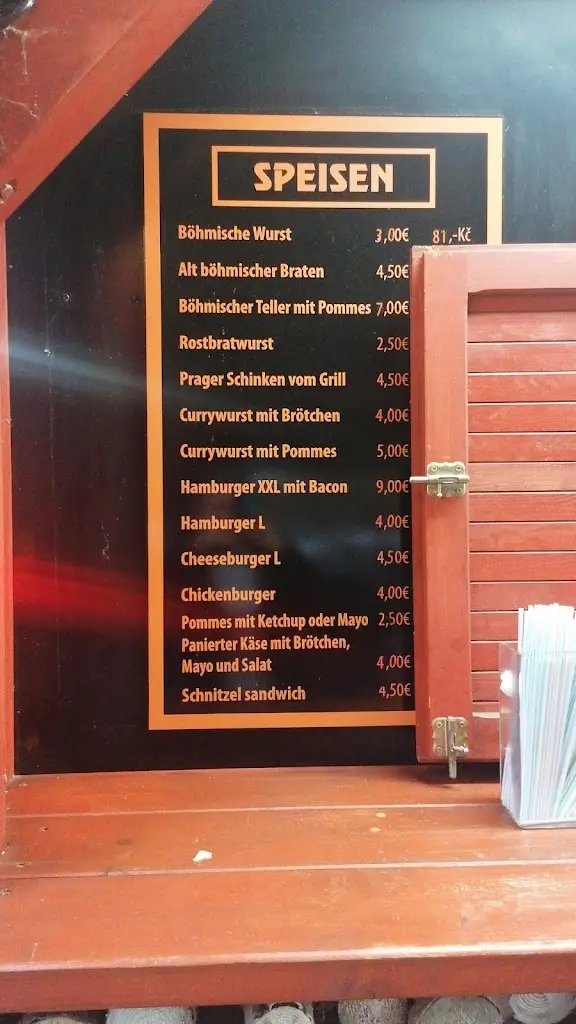 SPEISEN
Böhmische Wurst 3,00€ 81,-Kč
Alt böhmischer Braten 4,50€
Böhmischer Teller mit Pommes 7,00€
Rostbratwurst 2,50€
Prager Schinken vom Grill 4,50€
Currywurst mit Brötchen 4,00€
Currywurst mit Pommes 5,00€
Hamburger XXL mit Bacon 9,00€
Hamburger L 4,00€
Cheeseburger L 4,50€
Chickenburger 4,00€
Pommes mit Ketchup oder Mayo 2,50€
Panierter Käse mit Brötchen,
Mayo und Salat 4,00€
Schnitzel sandwich 4,50€